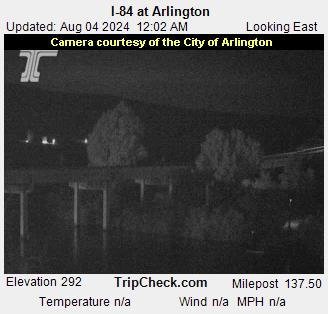 I-84 at Arlington
Updated: Aug 04 2024 12:02 AM Looking East
Camera courtesy of the City of Arlington
Elevation 292 TripCheck.com Milepost 137.50
Temperature n/a Wind n/a MPH n/a